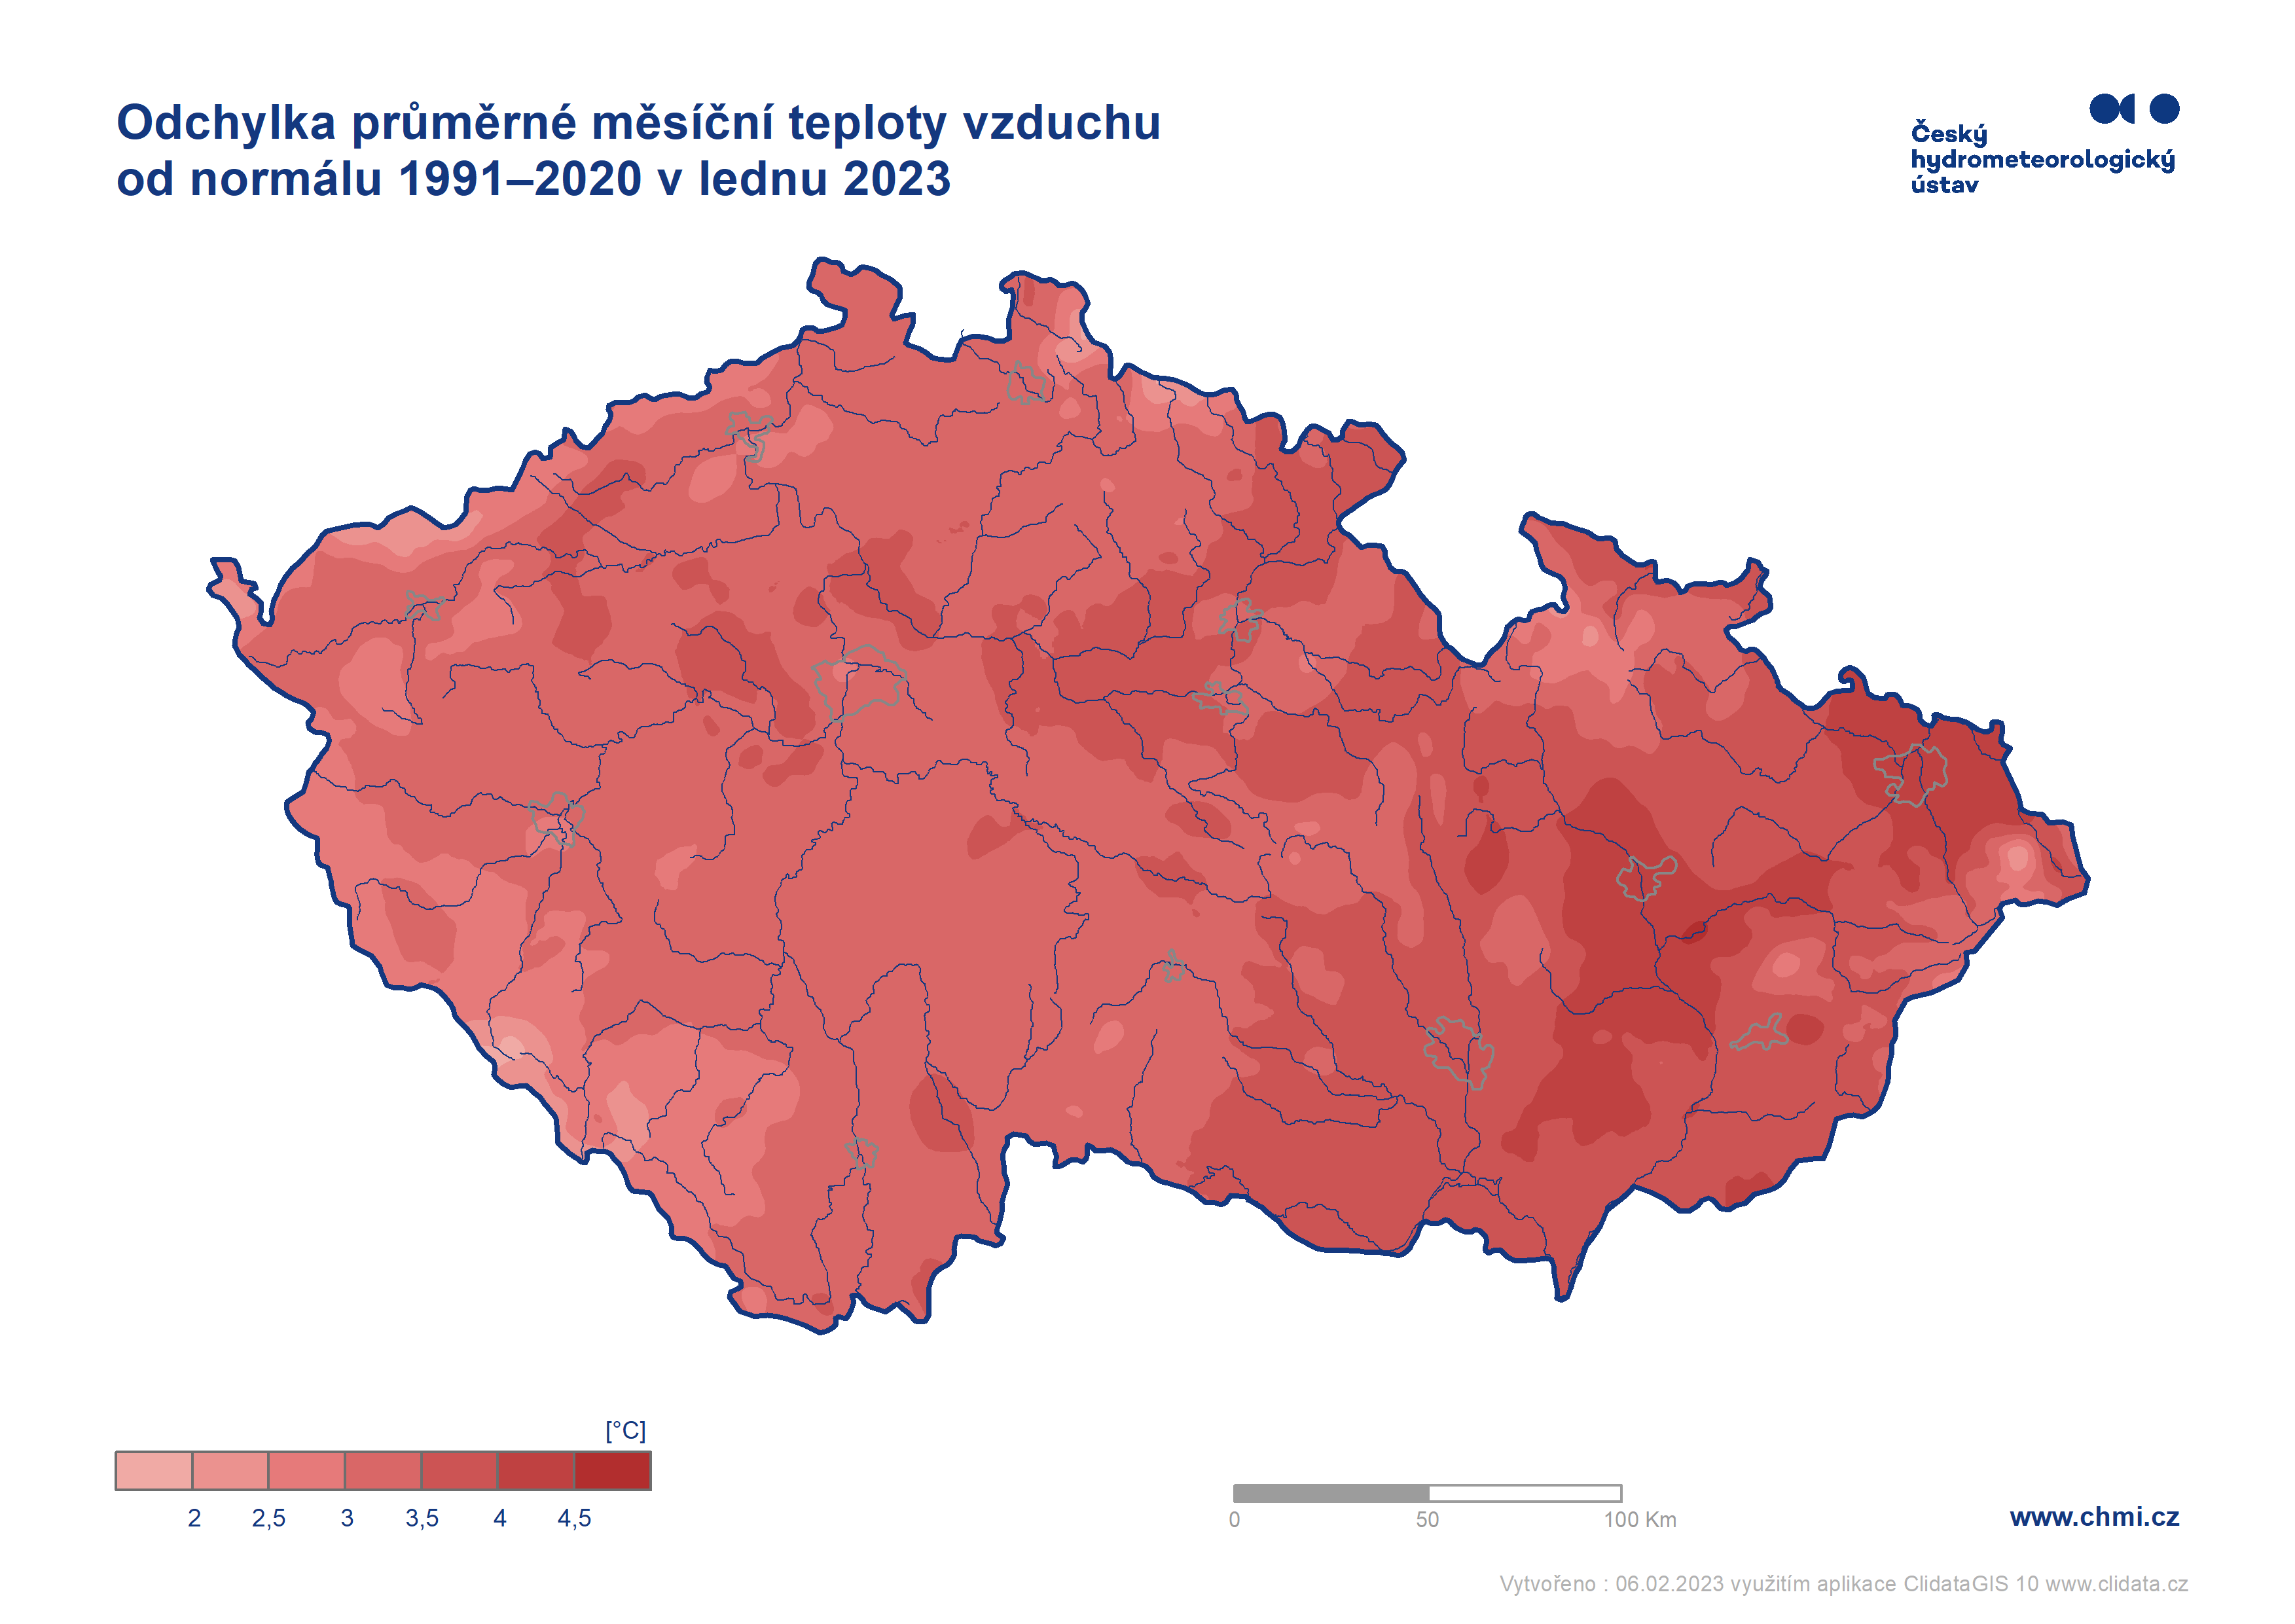 Odchylka průměrné měsíční teploty vzduchu
od normálu 1991–2020 v lednu 2023
Český
hydrometeorologický
ústav
[°C]
2 2,5 3 3,5 4 4,5
0 50 100 Km
www.chmi.cz
Vytvořeno : 06.02.2023 využitím aplikace ClidataGIS 10 www.clidata.cz